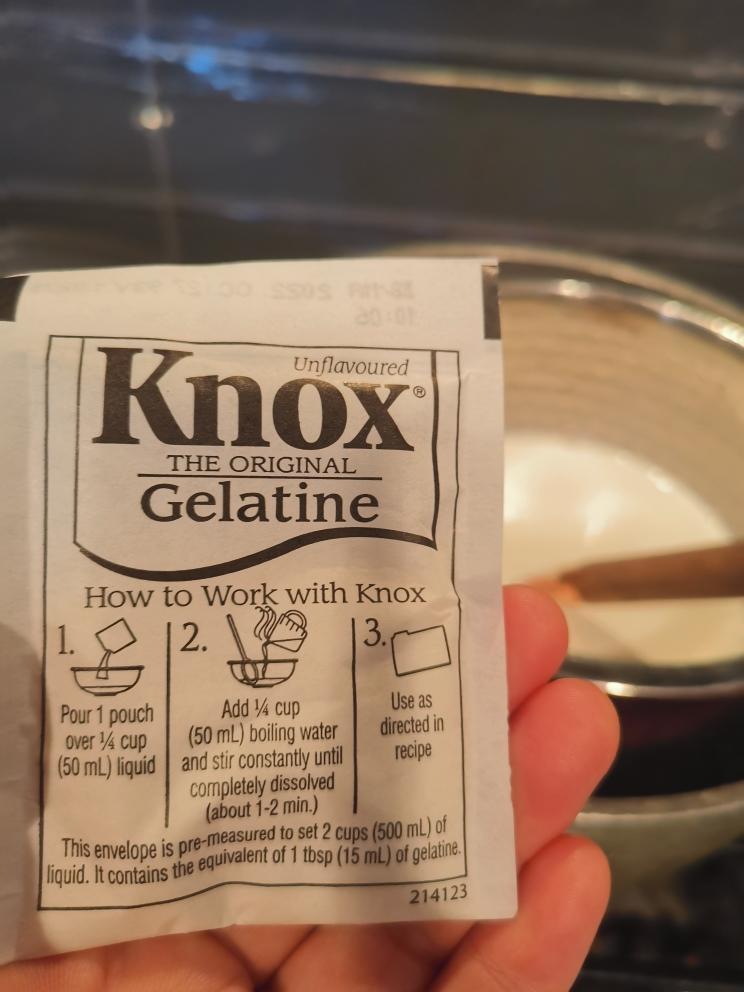 Unflavoured
Knox®
THE ORIGINAL
Gelatine
How to Work with Knox
1.
Pour 1 pouch
over ¼ cup
(50 mL) liquid
2.
Add ¼ cup
(50 mL) boiling water
and stir constantly until
completely dissolved
(about 1-2 min.)
3.
Use as
directed in
recipe
This envelope is pre-measured to set 2 cups (500 mL) of
liquid. It contains the equivalent of 1 tbsp (15 mL) of gelatine.
214123